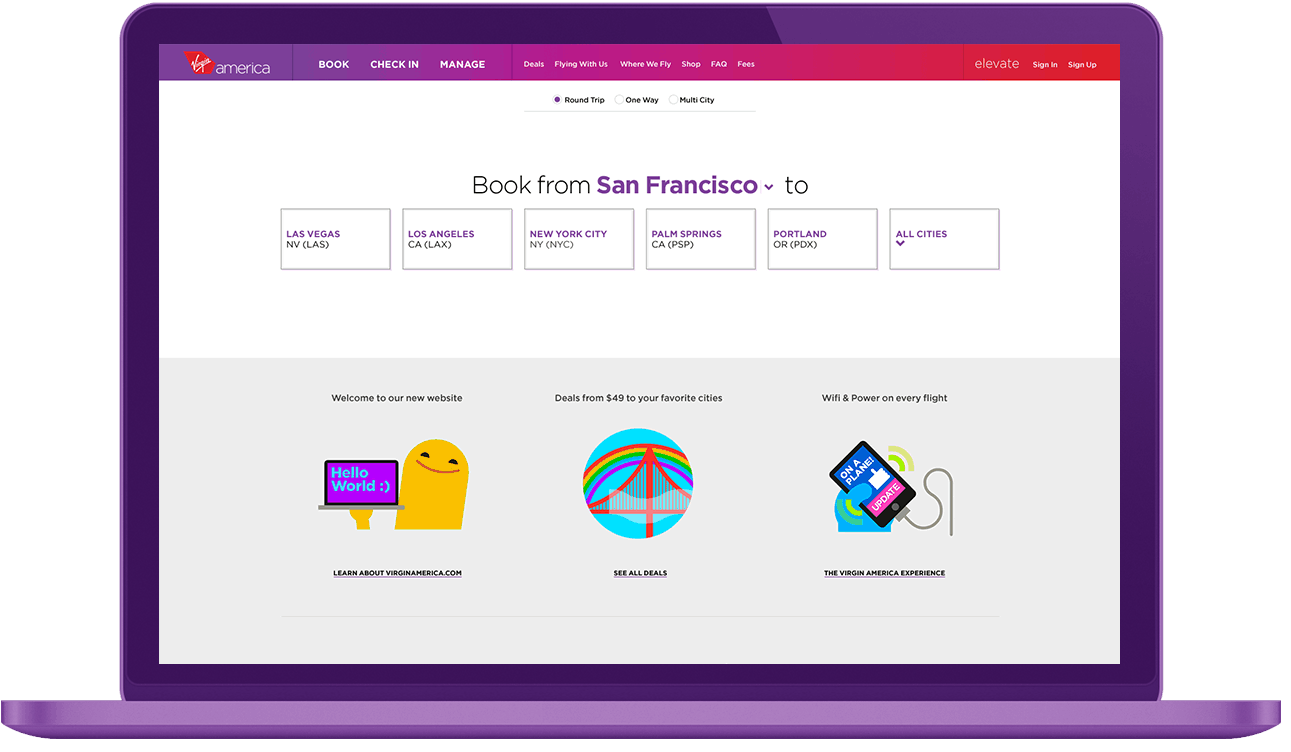 Virgin america
BOOK CHECK IN MANAGE Deals Flying With Us Where We Fly Shop FAQ Fees elevate Sign In Sign Up
Round Trip One Way Multi City
Book from San Francisco to
LAS VEGAS
NV (LAS)
LOS ANGELES
CA (LAX)
NEW YORK CITY
NY (NYC)
PALM SPRINGS
CA (PSP)
PORTLAND
OR (PDX)
ALL CITIES
Welcome to our new website
Hello
World :)
LEARN ABOUT VIRGINAMERICA.COM
Deals from $49 to your favorite cities
SEE ALL DEALS
Wifi & Power on every flight
ON A
PLANE!
UPDATE
THE VIRGIN AMERICA EXPERIENCE